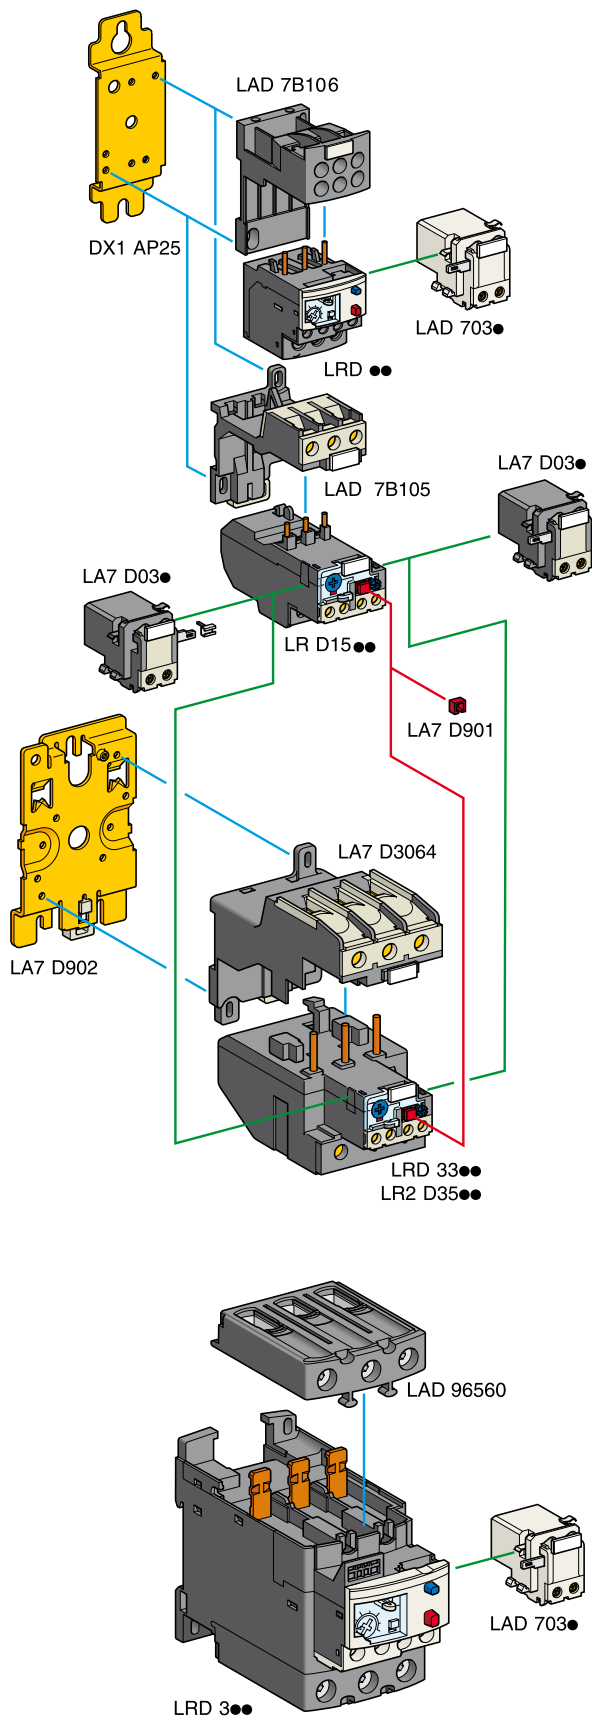 LAD 7B106
DX1 AP25
LAD 703●
LRD ●●
LA7 D03●
LAD 7B105
LA7 D03●
LR D15●●
LA7 D901
LA7 D3064
LA7 D902
LRD 33●●
LR2 D35●●
LAD 96560
LAD 703●
LRD 3●●